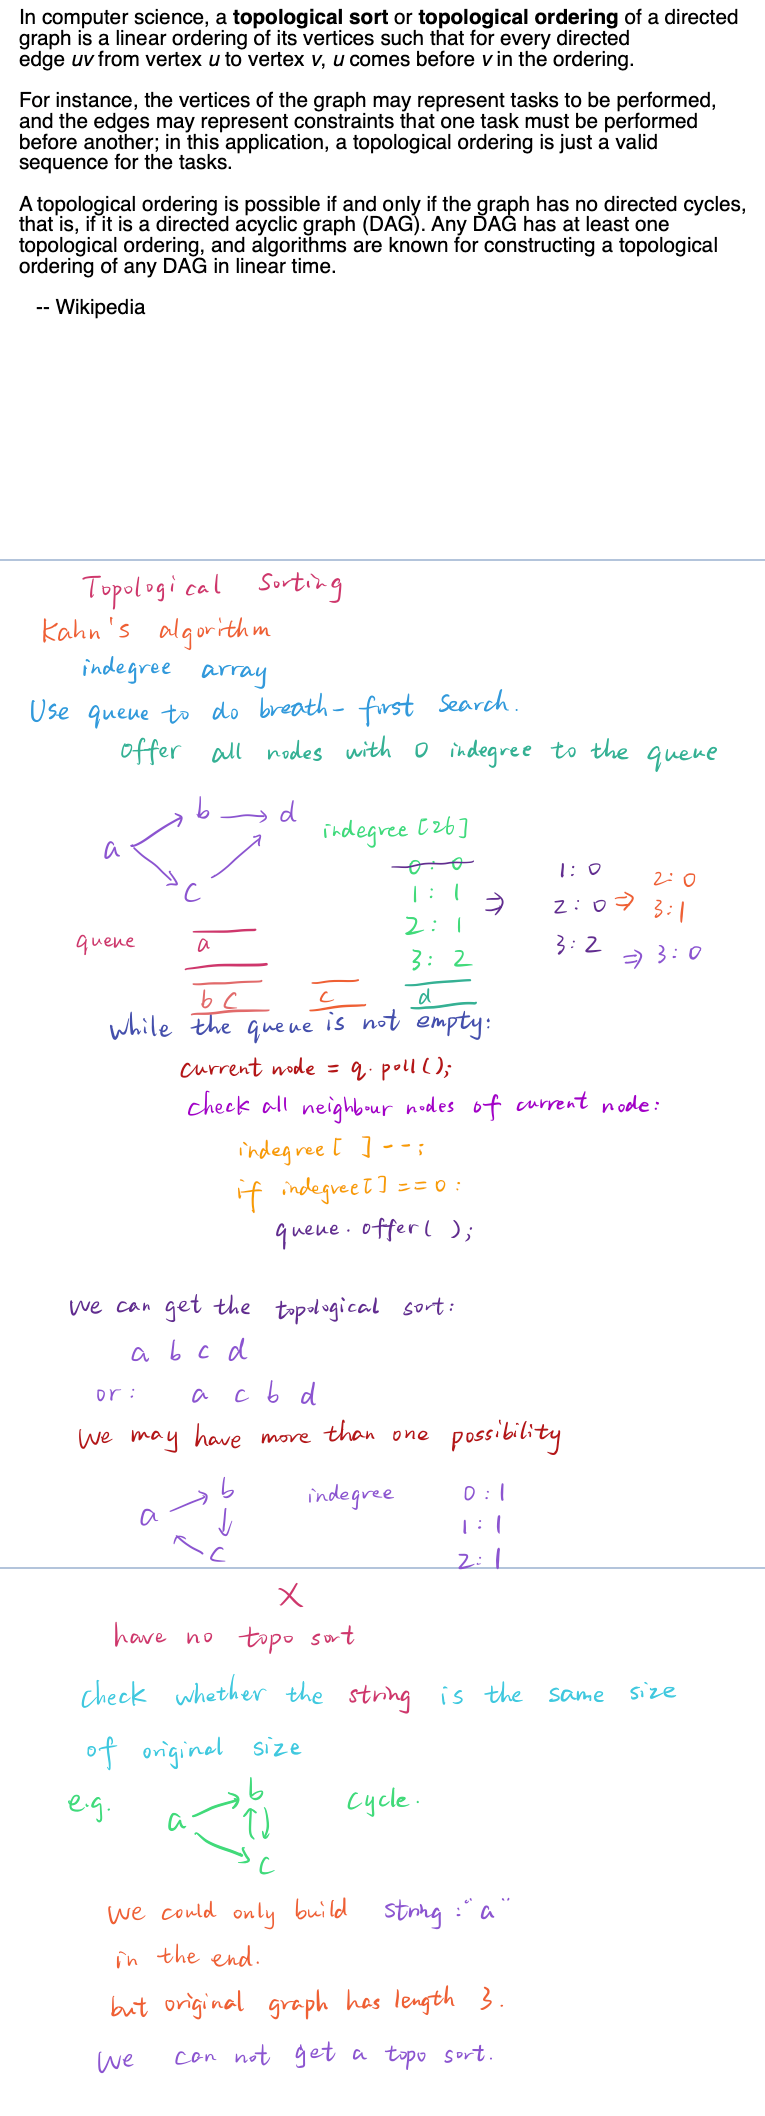 In computer science, a topological sort or topological ordering of a directed
graph is a linear ordering of its vertices such that for every directed
edge uv from vertex u to vertex v, u comes before v in the ordering.
For instance, the vertices of the graph may represent tasks to be performed,
and the edges may represent constraints that one task must be performed
before another; in this application, a topological ordering is just a valid
sequence for the tasks.
A topological ordering is possible if and only if the graph has no directed cycles,
that is, if it is a directed acyclic graph (DAG). Any DAG has at least one
topological ordering, and algorithms are known for constructing a topological
ordering of any DAG in linear time.
-- Wikipedia
Topological Sorting
Kahn's algorithm
indegree array
Use queue to do breath-first Search.
offer all nodes with 0 indegree to the queue
a b → d c
indegree [26]
0:0
1:1
2:1
3:2
⇒
1:0
2:0
3:2
⇒
2:0
3:1
⇒ 3:0
queue
a
b c
c
d
while the queue is not empty:
current node = q.poll();
check all neighbour nodes of current node:
indegree[ ]--;
if indegree[] == 0:
queue.offer( );
we can get the topological sort:
a b c d
or: a c b d
we may have more than one possibility
a → b ↓ c
indegree
0:1
1:1
2:1
X
have no topo sort
check whether the string is the same size
of original size
e.g. a b c cycle.
we could only build string: "a"
in the end.
but original graph has length 3.
We can not get a topo sort.